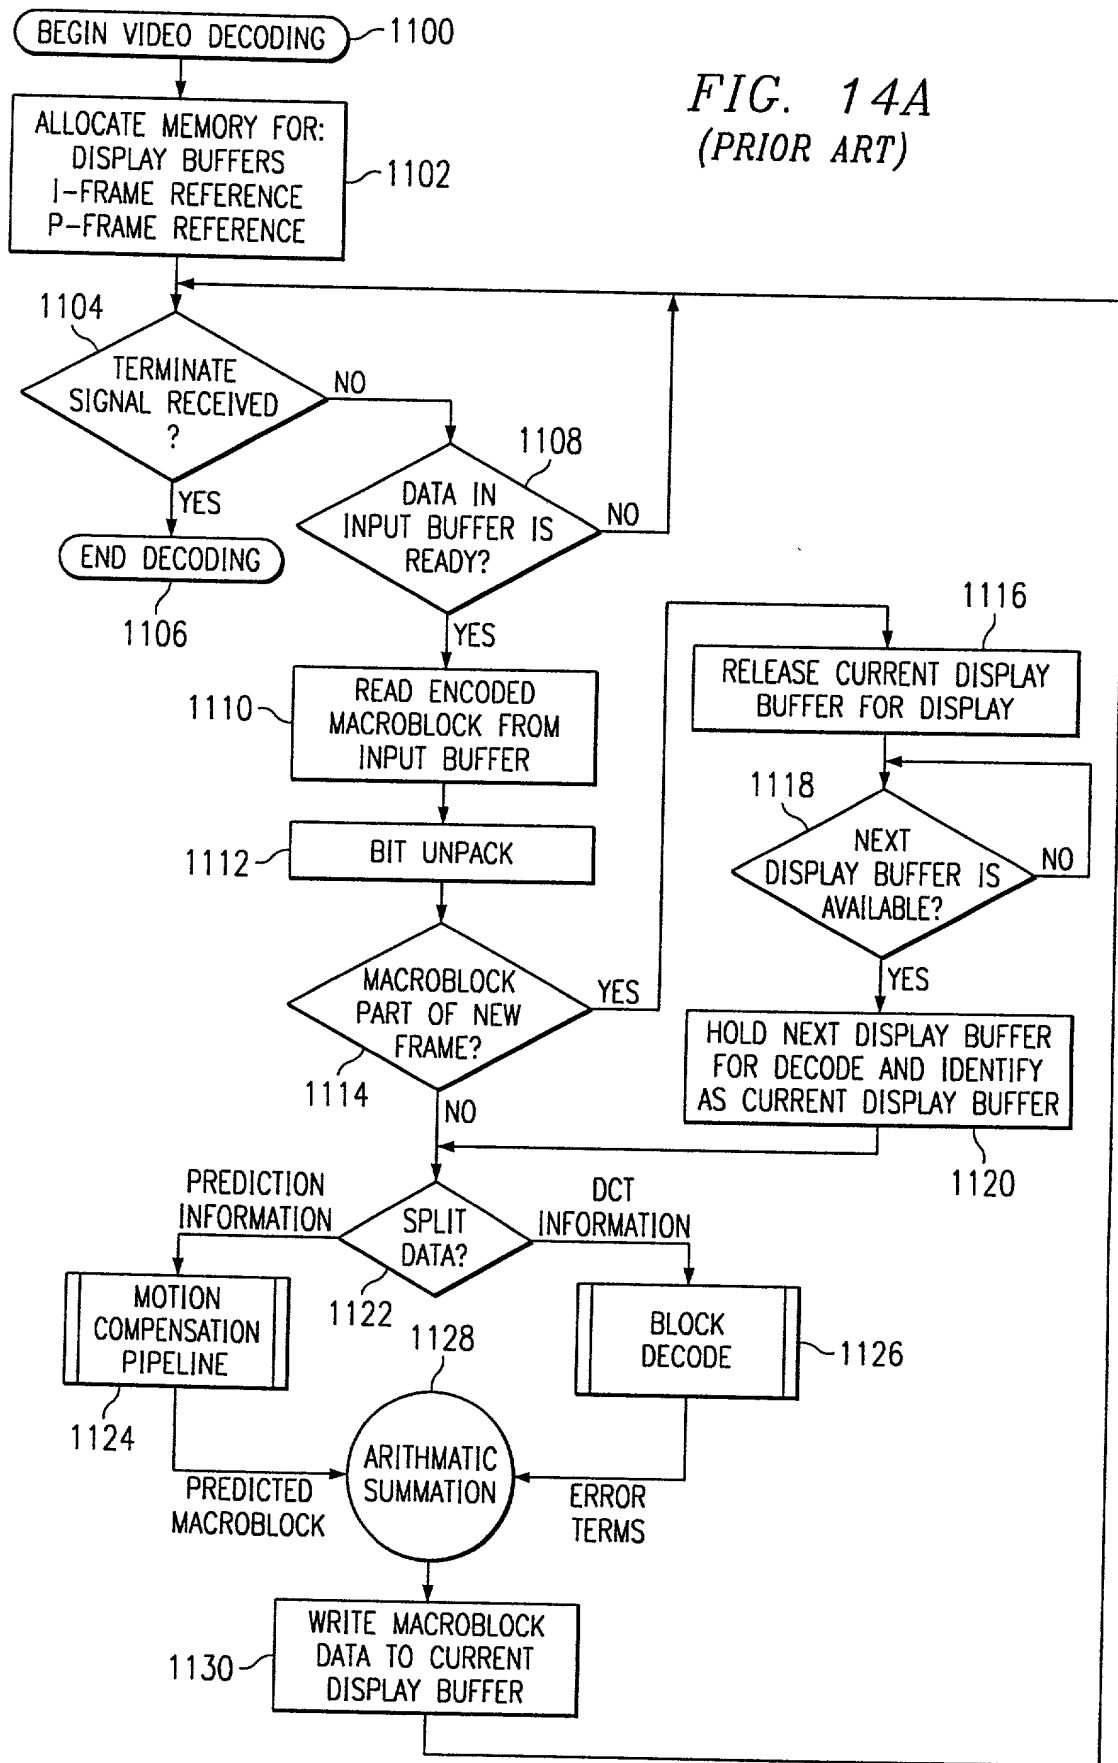 BEGIN VIDEO DECODING
1100
FIG. 14A
(PRIOR ART)
ALLOCATE MEMORY FOR:
DISPLAY BUFFERS
I-FRAME REFERENCE
P-FRAME REFERENCE
1102
1104
TERMINATE
SIGNAL RECEIVED
?
NO
YES
END DECODING
1106
1108
DATA IN
INPUT BUFFER IS
READY?
NO
YES
1110
READ ENCODED
MACROBLOCK FROM
INPUT BUFFER
1112
BIT UNPACK
MACROBLOCK
PART OF NEW
FRAME?
1114
YES
NO
1116
RELEASE CURRENT DISPLAY
BUFFER FOR DISPLAY
1118
NEXT
DISPLAY BUFFER IS
AVAILABLE?
NO
YES
HOLD NEXT DISPLAY BUFFER
FOR DECODE AND IDENTIFY
AS CURRENT DISPLAY BUFFER
1120
PREDICTION
INFORMATION
SPLIT
DATA?
1122
DCT
INFORMATION
MOTION
COMPENSATION
PIPELINE
1124
BLOCK
DECODE
1126
1128
ARITHMATIC
SUMMATION
PREDICTED
MACROBLOCK
ERROR
TERMS
WRITE MACROBLOCK
DATA TO CURRENT
DISPLAY BUFFER
1130